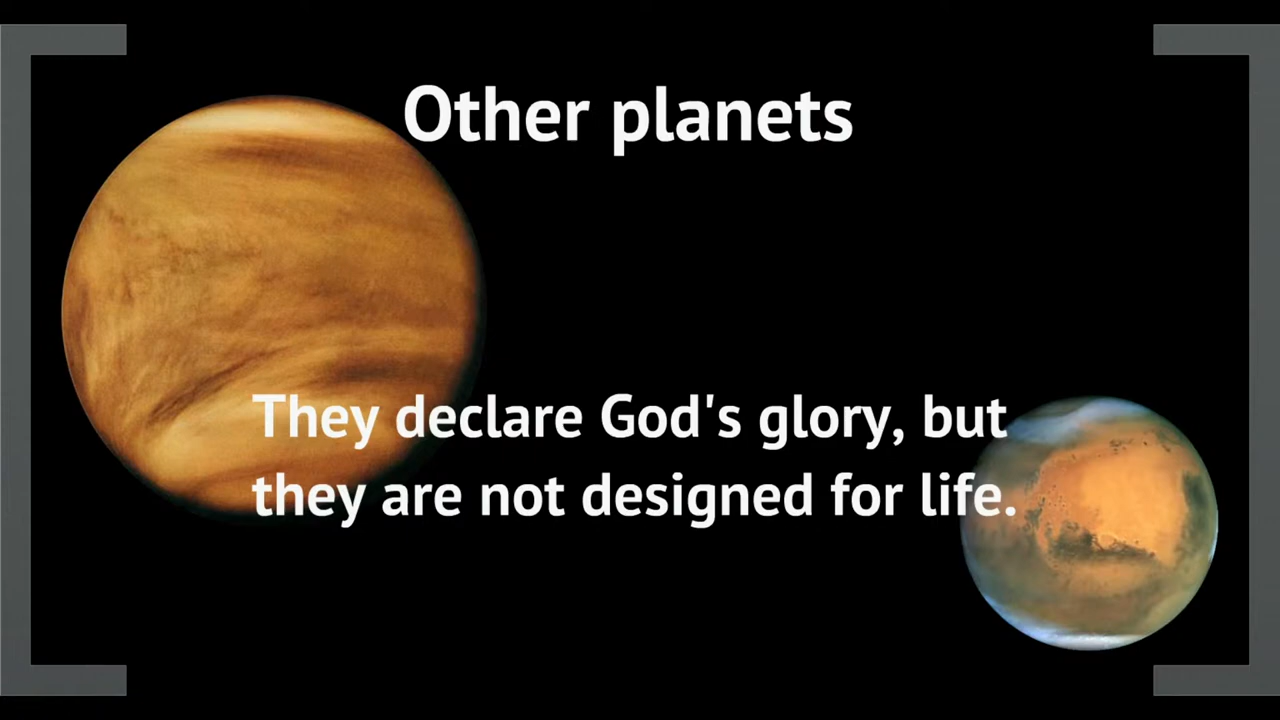 Other planets
They declare God's glory, but
they are not designed for life.